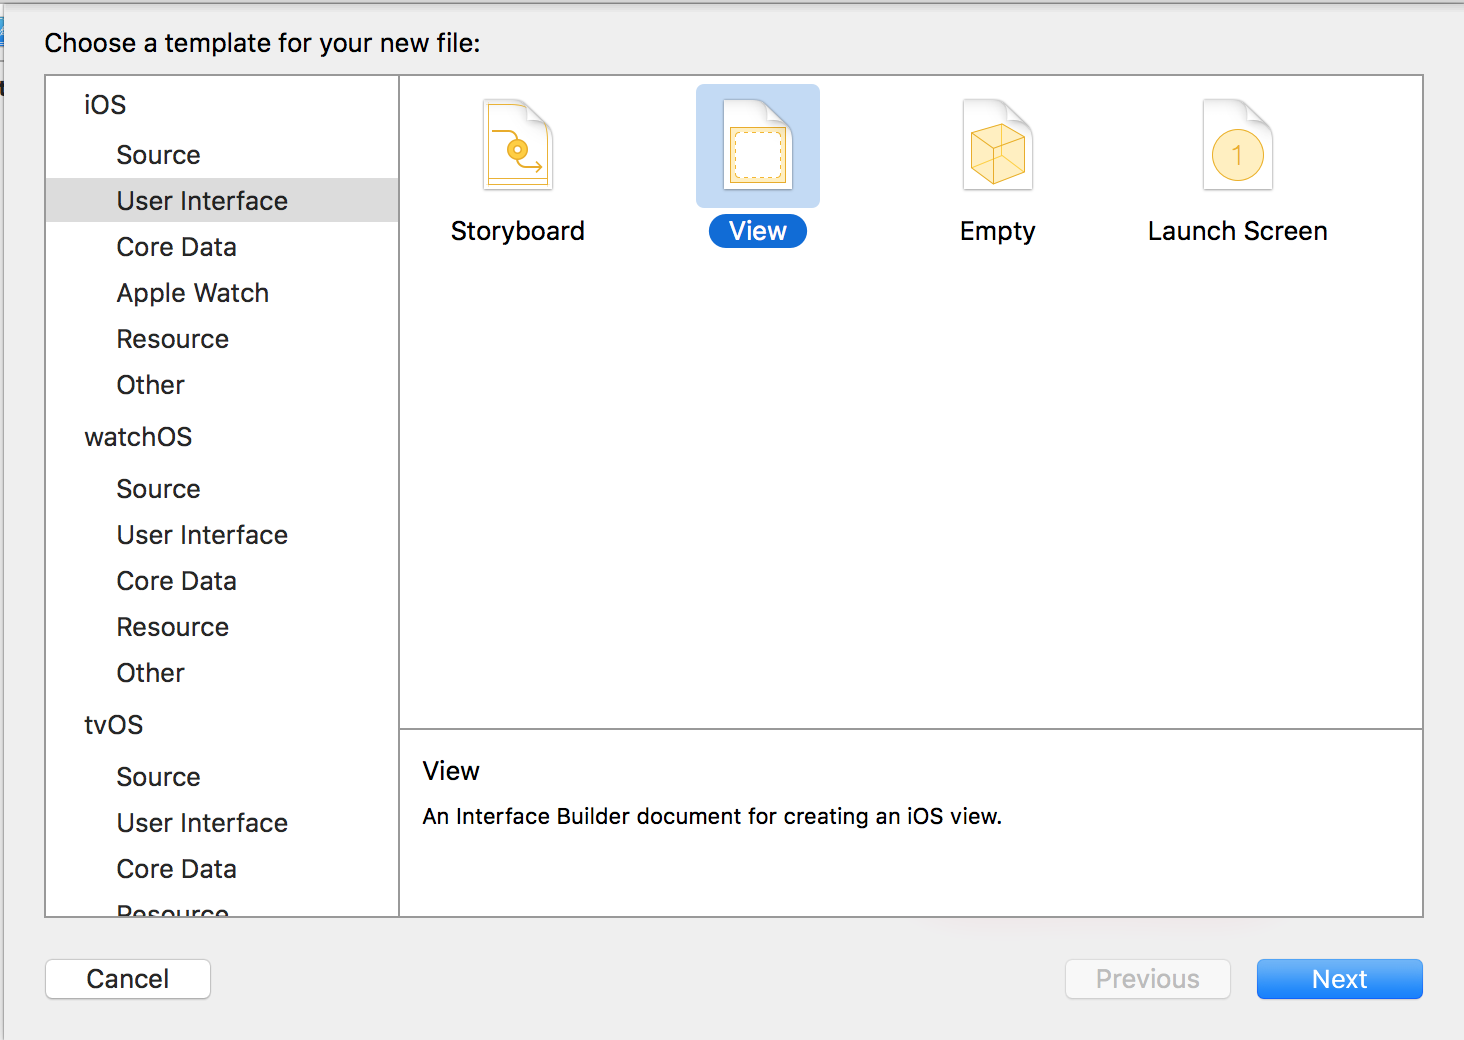 Choose a template for your new file:
iOS
Source
User Interface
Core Data
Apple Watch
Resource
Other
watchOS
Source
User Interface
Core Data
Resource
Other
tvOS
Source
User Interface
Core Data
Resource
Storyboard
View
Empty
1
Launch Screen
View
An Interface Builder document for creating an iOS view.
Cancel
Previous
Next